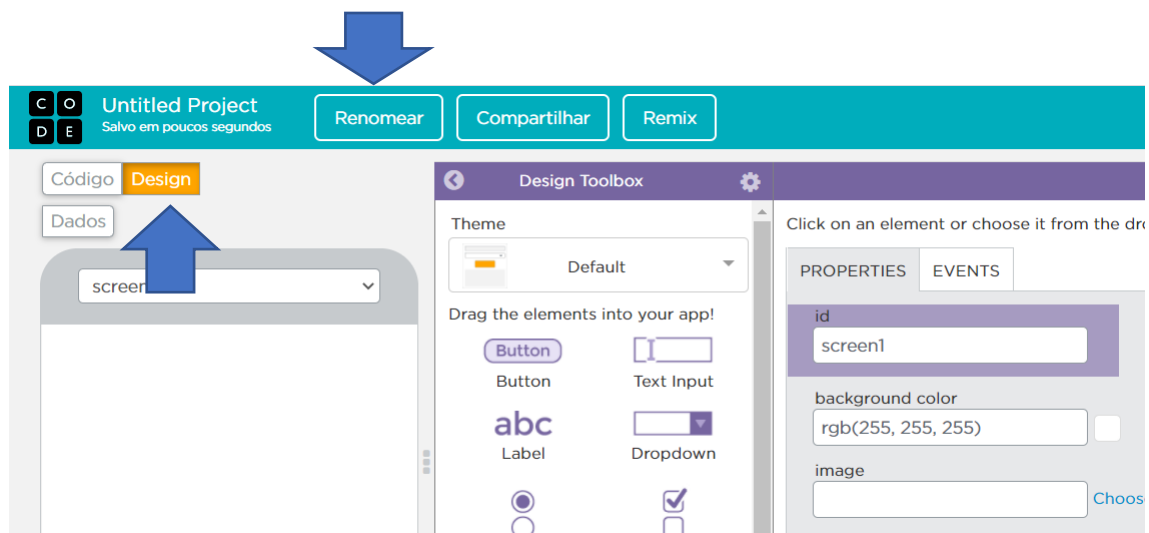 C O
D E
Untitled Project
Salvo em poucos segundos
Renomear
Compartilhar
Remix
Código
Design
Dados
screen
Design Toolbox
Theme
Default
Drag the elements into your app!
Button
Button
Text Input
abc
Label
Dropdown
Click on an element or choose it from the dr
PROPERTIES
EVENTS
id
screen1
background color
rgb(255, 255, 255)
image
Choos